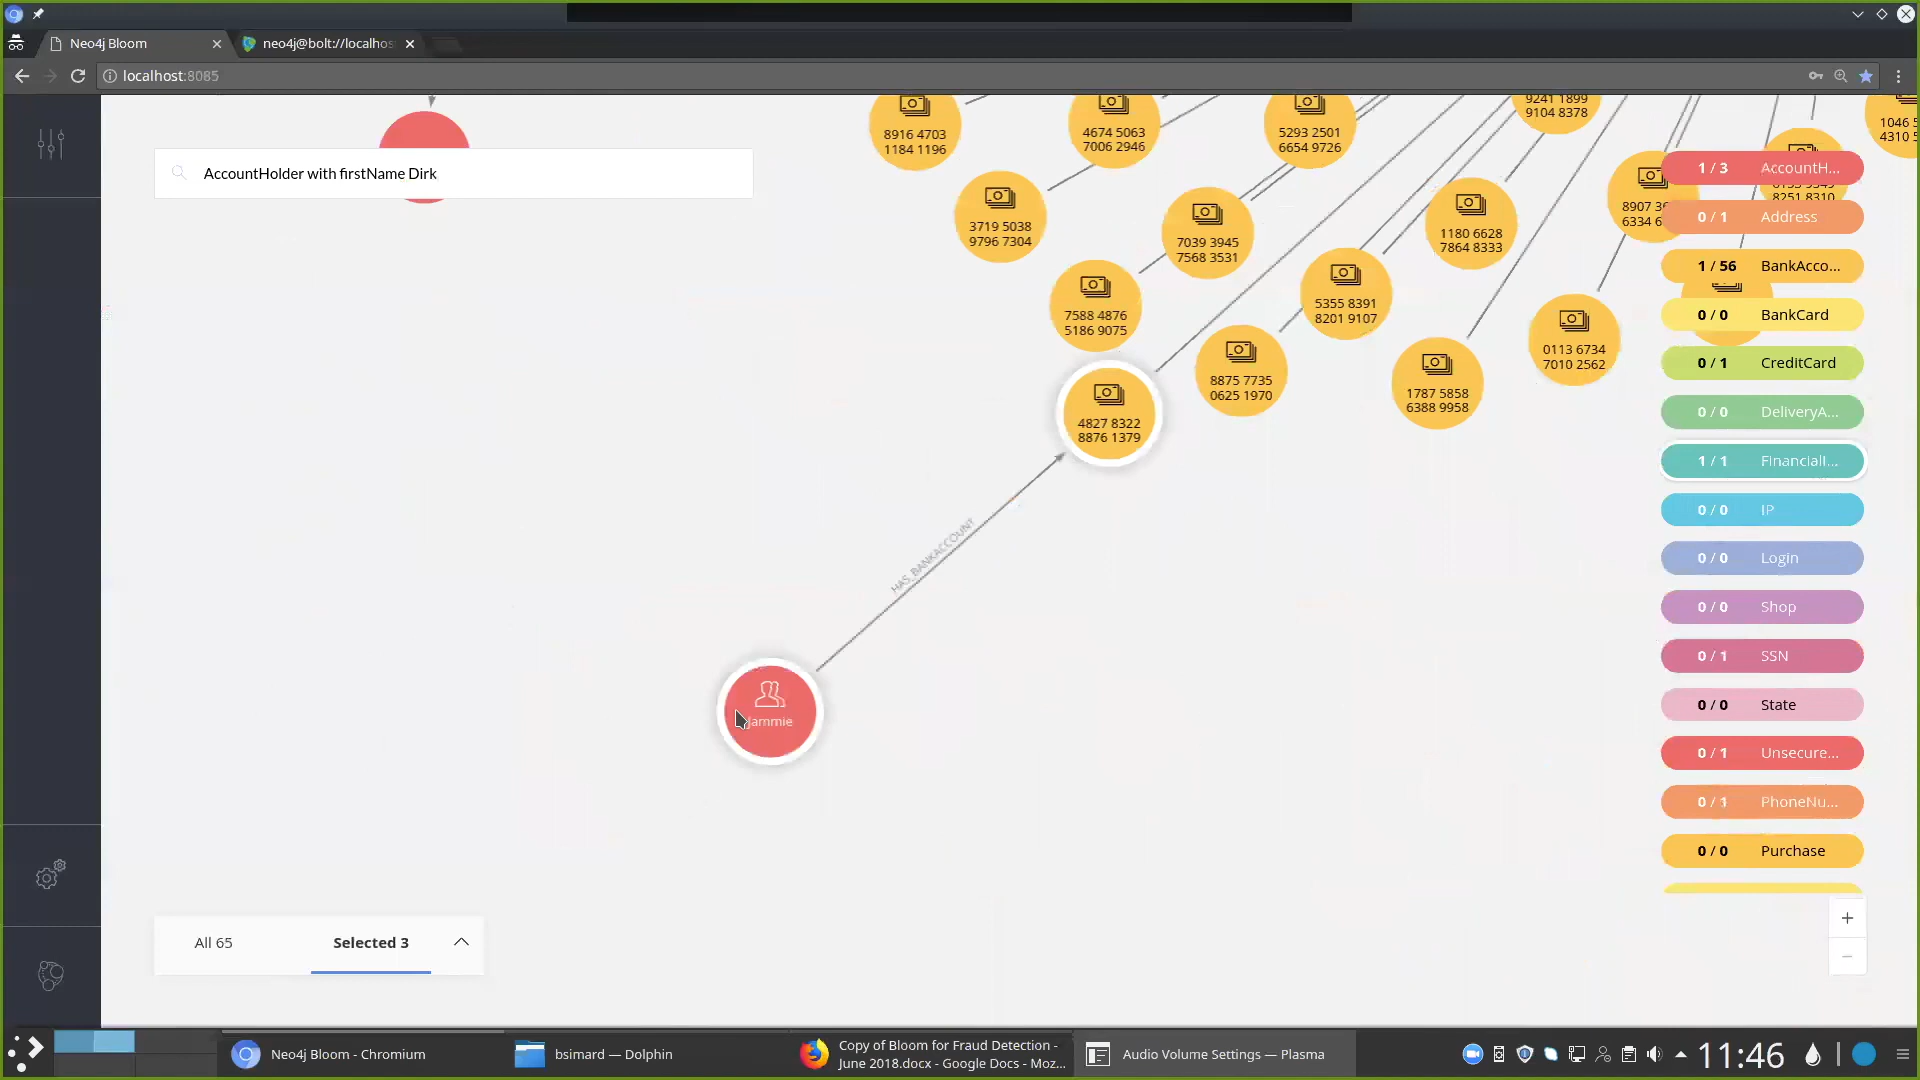 Neo4j Bloom
neo4j@bolt://localhos
localhost:8085
AccountHolder with firstName Dirk
8916 4703
1184 1196
4674 5063
7006 2946
5293 2501
6654 9726
9241 1899
9104 8378
3719 5038
9796 7304
7039 3945
7568 3531
1180 6628
7864 8333
7588 4876
5186 9075
5355 8391
8201 9107
8875 7735
0625 1970
1787 5858
6388 9958
0113 6734
7010 2562
4827 8322
8876 1379
8251 8310
HAS_BANKACCOUNT
Jammie
1 / 3 AccountH...
0 / 1 Address
1 / 56 BankAcco...
0 / 0 BankCard
0 / 1 CreditCard
0 / 0 DeliveryA...
1 / 1 FinancialI...
0 / 0 IP
0 / 0 Login
0 / 0 Shop
0 / 1 SSN
0 / 0 State
0 / 1 Unsecure...
0 / 1 PhoneNu...
0 / 0 Purchase
All 65
Selected 3
Neo4j Bloom - Chromium
bsimard — Dolphin
Copy of Bloom for Fraud Detection -
June 2018.docx - Google Docs - Moz...
Audio Volume Settings — Plasma
11:46